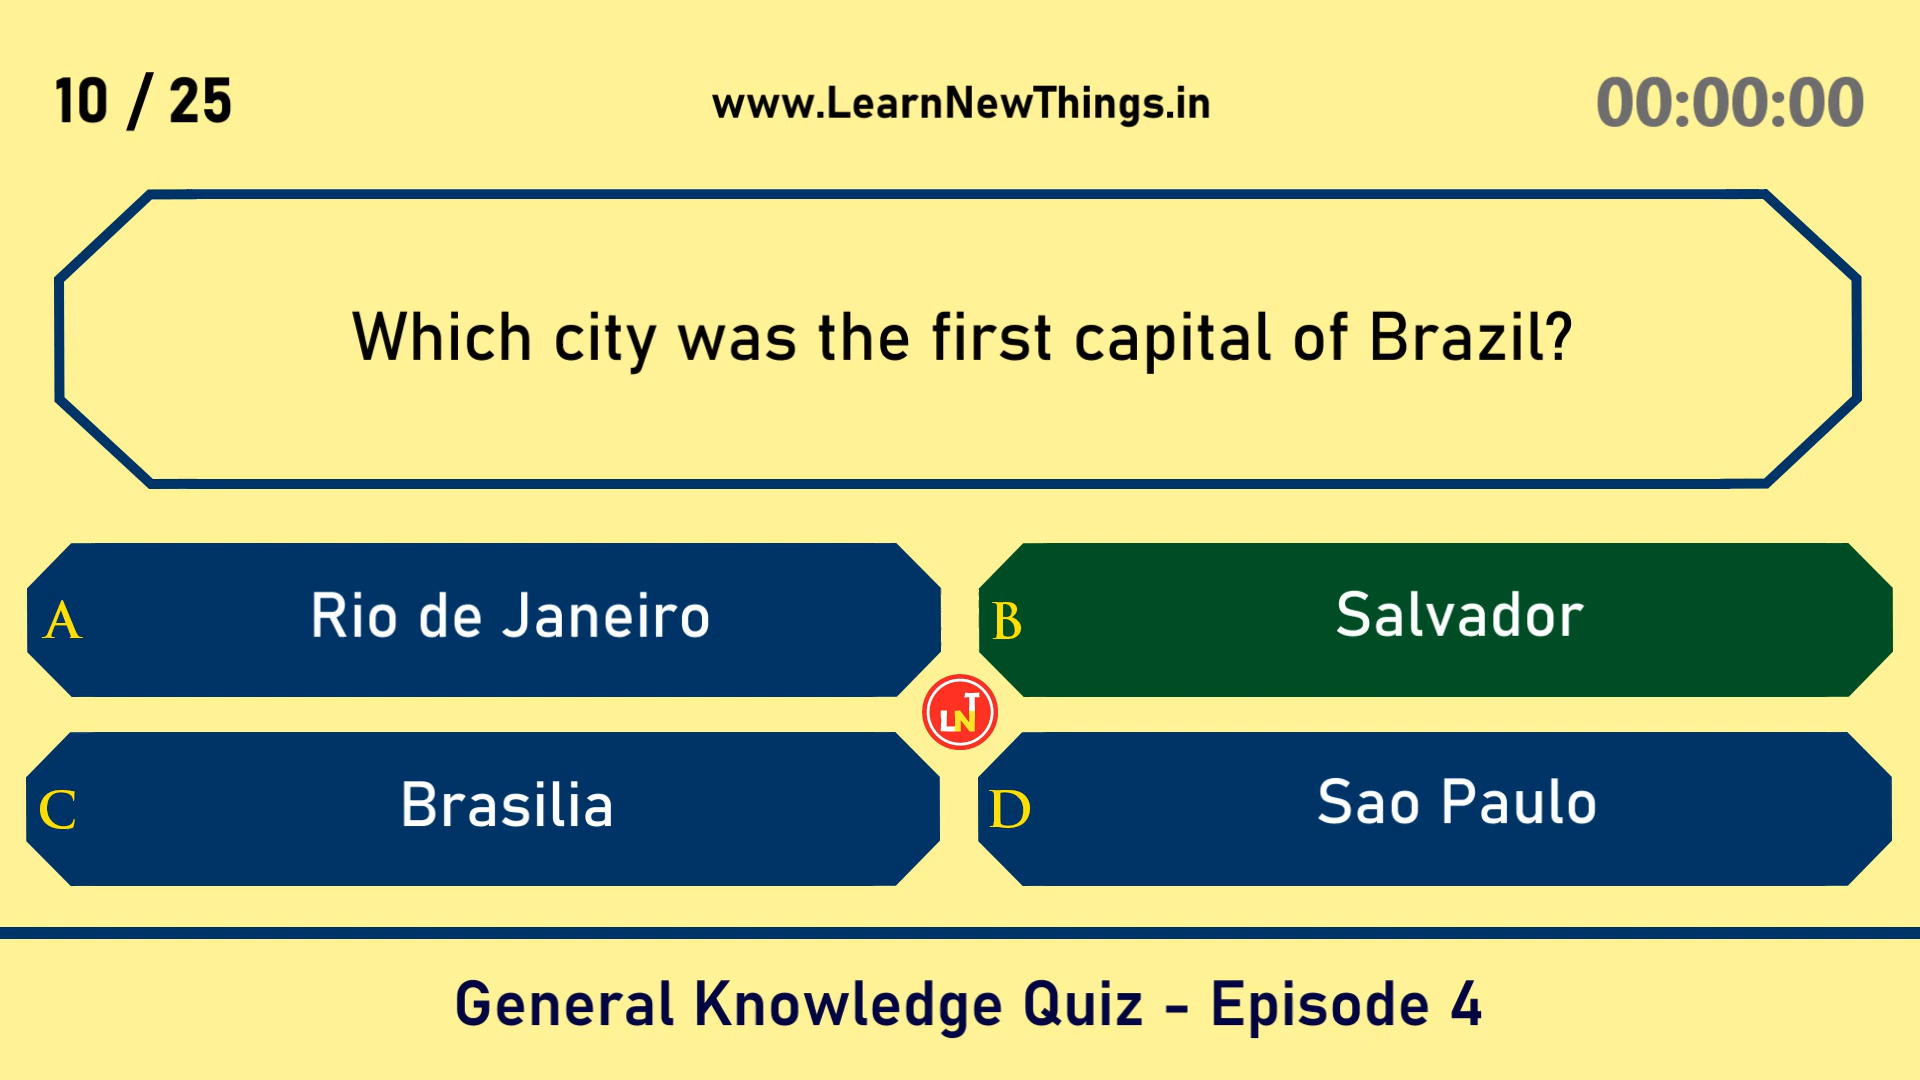 10 / 25
www.LearnNewThings.in
00:00:00
Which city was the first capital of Brazil?
A Rio de Janeiro
B Salvador
LNT
C Brasilia
D Sao Paulo
General Knowledge Quiz - Episode 4